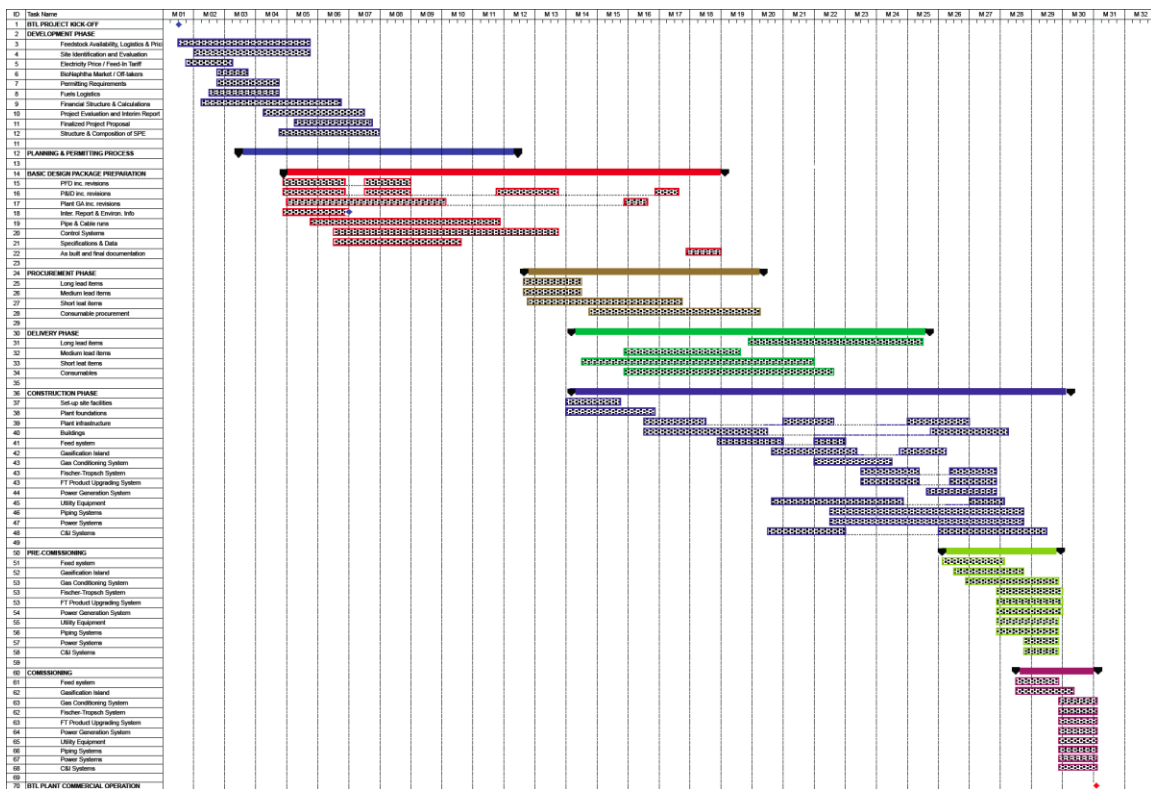 ID Task Name M 01 M 02 M 03 M 04 M 05 M 06 M 07 M 08 M 09 M 10 M 11 M 12 M 13 M 14 M 15 M 16 M 17 M 18 M 19 M 20 M 21 M 22 M 23 M 24 M 25 M 26 M 27 M 28 M 29 M 30 M 31 M 32
1 BTL PROJECT KICK-OFF
2 DEVELOPMENT PHASE
3 Feedstock Availability, Logistics & Pric
4 Site Identification and Evaluation
5 Electricity Price / Feed-In Tariff
6 BioNaphtha Market / Off-takers
7 Permitting Requirements
8 Fuels Logistics
9 Financial Structure & Calculations
10 Project Evaluation and Interim Report
11 Finalized Project Proposal
12 Structure & Composition of SPE
11
12 PLANNING & PERMITTING PROCESS
13
14 BASIC DESIGN PACKAGE PREPARATION
15 PFD inc. revisions
16 P&ID inc. revisions
17 Plant GA inc. revisions
18 Inter. Report & Environ. Info
19 Pipe & Cable runs
20 Control Systems
21 Specifications & Data
22 As built and final documentation
23
24 PROCUREMENT PHASE
25 Long lead items
26 Medium lead items
27 Short leat items
28 Consumable procurement
29
30 DELIVERY PHASE
31 Long lead items
32 Medium lead items
33 Short leat items
34 Consumables
35
36 CONSTRUCTION PHASE
37 Set-up site facilities
38 Plant foundations
39 Plant infrastructure
40 Buildings
41 Feed system
42 Gasification Island
43 Gas Conditioning System
43 Fischer-Tropsch System
43 FT Product Upgrading System
44 Power Generation System
45 Utility Equipment
46 Piping Systems
47 Power Systems
48 C&I Systems
49
50 PRE-COMISSIONING
51 Feed system
52 Gasification Island
53 Gas Conditioning System
53 Fischer-Tropsch System
53 FT Product Upgrading System
54 Power Generation System
55 Utility Equipment
56 Piping Systems
57 Power Systems
58 C&I Systems
59
60 COMISSIONING
61 Feed system
62 Gasification Island
63 Gas Conditioning System
62 Fischer-Tropsch System
63 FT Product Upgrading System
64 Power Generation System
65 Utility Equipment
66 Piping Systems
67 Power Systems
68 C&I Systems
69
70 BTL PLANT COMMERCIAL OPERATION